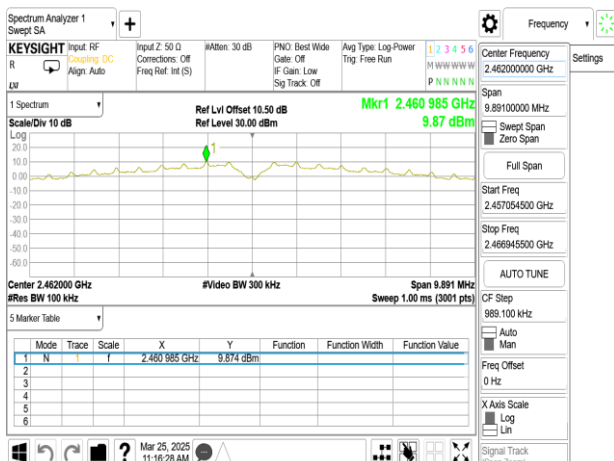 Spectrum Analyzer 1
Swept SA
Frequency
KEYSIGHT
R
Input: RF
Coupling: DC
Align: Auto
Input Z: 50 Ω
Corrections: Off
Freq Ref: Int (S)
#Atten: 30 dB
PNO: Best Wide
Gate: Off
IF Gain: Low
Sig Track: Off
Avg Type: Log-Power
Trig: Free Run
1 2 3 4 5 6
M W W W W W
P N N N N N
1 Spectrum
Scale/Div 10 dB
Ref Lvl Offset 10.50 dB
Ref Level 30.00 dBm
Mkr1 2.460 985 GHz
9.87 dBm
Log
20.0
10.0
0.00
-10.0
-20.0
-30.0
-40.0
-50.0
-60.0
1
Center 2.462000 GHz
#Res BW 100 kHz
#Video BW 300 kHz
Span 9.891 MHz
Sweep 1.00 ms (3001 pts)
5 Marker Table
Mode Trace Scale X Y Function Function Width Function Value
1 N 1 f 2.460 985 GHz 9.874 dBm
2
3
4
5
6
Mar 25, 2025
11:16:28 AM
Center Frequency
2.462000000 GHz
Settings
Span
9.89100000 MHz
Swept Span
Zero Span
Full Span
Start Freq
2.457054500 GHz
Stop Freq
2.466945500 GHz
AUTO TUNE
CF Step
989.100 kHz
Auto
Man
Freq Offset
0 Hz
X Axis Scale
Log
Lin
Signal Track